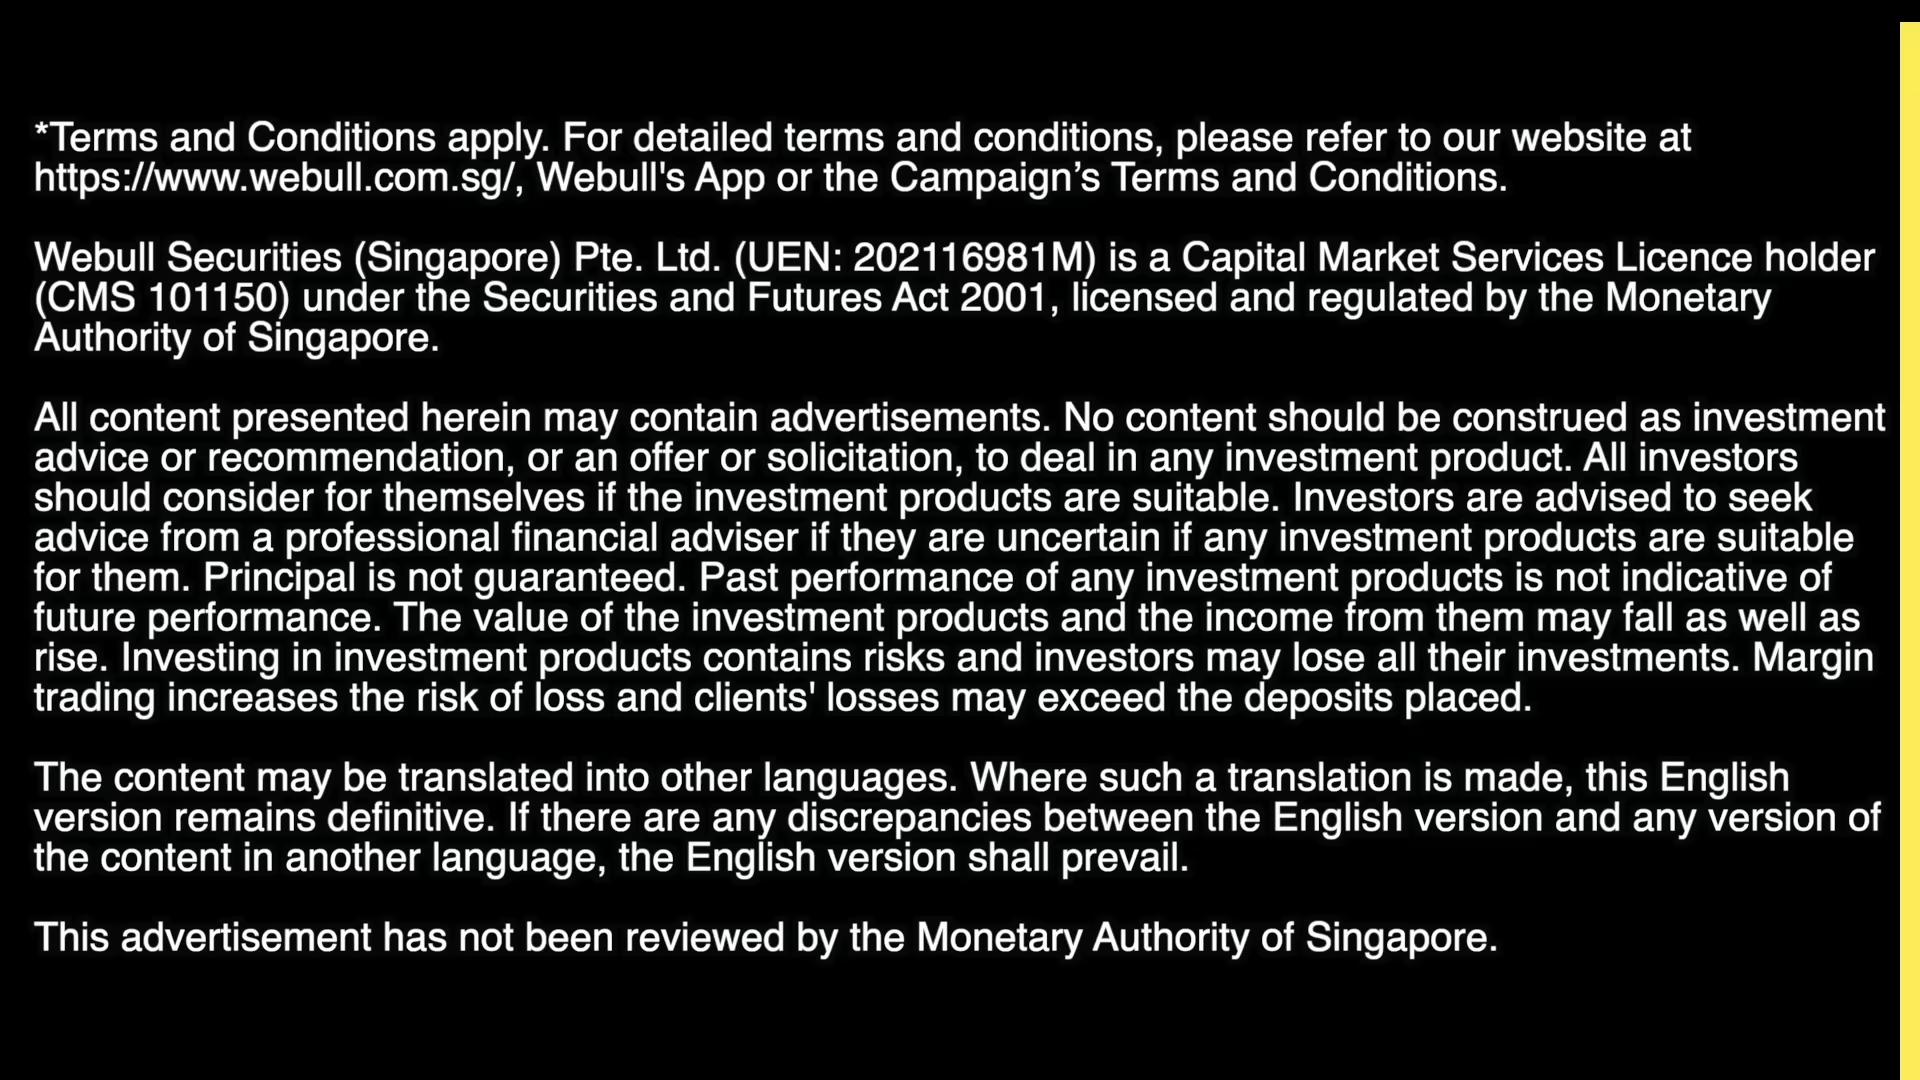 *Terms and Conditions apply. For detailed terms and conditions, please refer to our website at
https://www.webull.com.sg/, Webull's App or the Campaign’s Terms and Conditions.
Webull Securities (Singapore) Pte. Ltd. (UEN: 202116981M) is a Capital Market Services Licence holder
(CMS 101150) under the Securities and Futures Act 2001, licensed and regulated by the Monetary
Authority of Singapore.
All content presented herein may contain advertisements. No content should be construed as investment
advice or recommendation, or an offer or solicitation, to deal in any investment product. All investors
should consider for themselves if the investment products are suitable. Investors are advised to seek
advice from a professional financial adviser if they are uncertain if any investment products are suitable
for them. Principal is not guaranteed. Past performance of any investment products is not indicative of
future performance. The value of the investment products and the income from them may fall as well as
rise. Investing in investment products contains risks and investors may lose all their investments. Margin
trading increases the risk of loss and clients' losses may exceed the deposits placed.
The content may be translated into other languages. Where such a translation is made, this English
version remains definitive. If there are any discrepancies between the English version and any version of
the content in another language, the English version shall prevail.
This advertisement has not been reviewed by the Monetary Authority of Singapore.